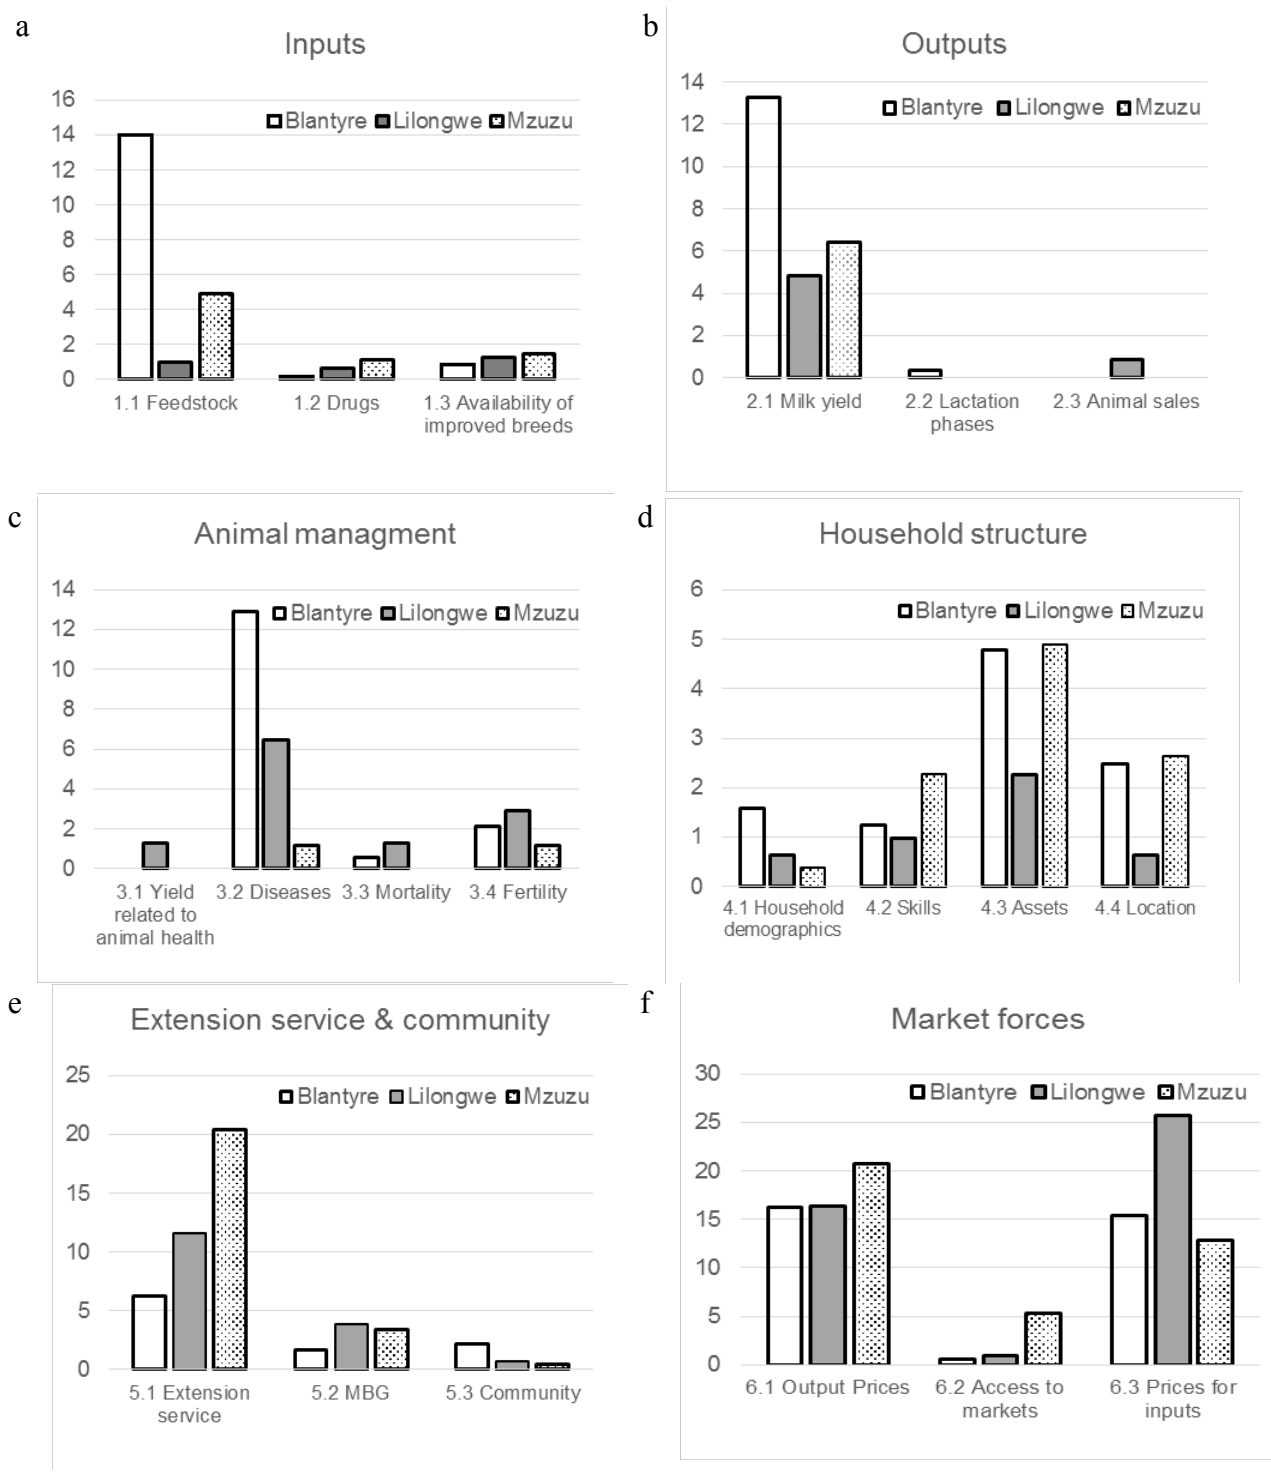 a
Inputs
16
14
12
10
8
6
4
2
0
Blantyre Lilongwe Mzuzu
1.1 Feedstock
1.2 Drugs
1.3 Availability of
improved breeds
b
Outputs
14
12
10
8
6
4
2
0
Blantyre Lilongwe Mzuzu
2.1 Milk yield
2.2 Lactation
phases
2.3 Animal sales
c
Animal managment
14
12
10
8
6
4
2
0
Blantyre Lilongwe Mzuzu
3.1 Yield
related to
animal health
3.2 Diseases
3.3 Mortality
3.4 Fertility
d
Household structure
6
5
4
3
2
1
0
Blantyre Lilongwe Mzuzu
4.1 Household
demographics
4.2 Skills
4.3 Assets
4.4 Location
e
Extension service & community
25
20
15
10
5
0
Blantyre Lilongwe Mzuzu
5.1 Extension
service
5.2 MBG
5.3 Community
f
Market forces
30
25
20
15
10
5
0
Blantyre Lilongwe Mzuzu
6.1 Output Prices
6.2 Access to
markets
6.3 Prices for
inputs